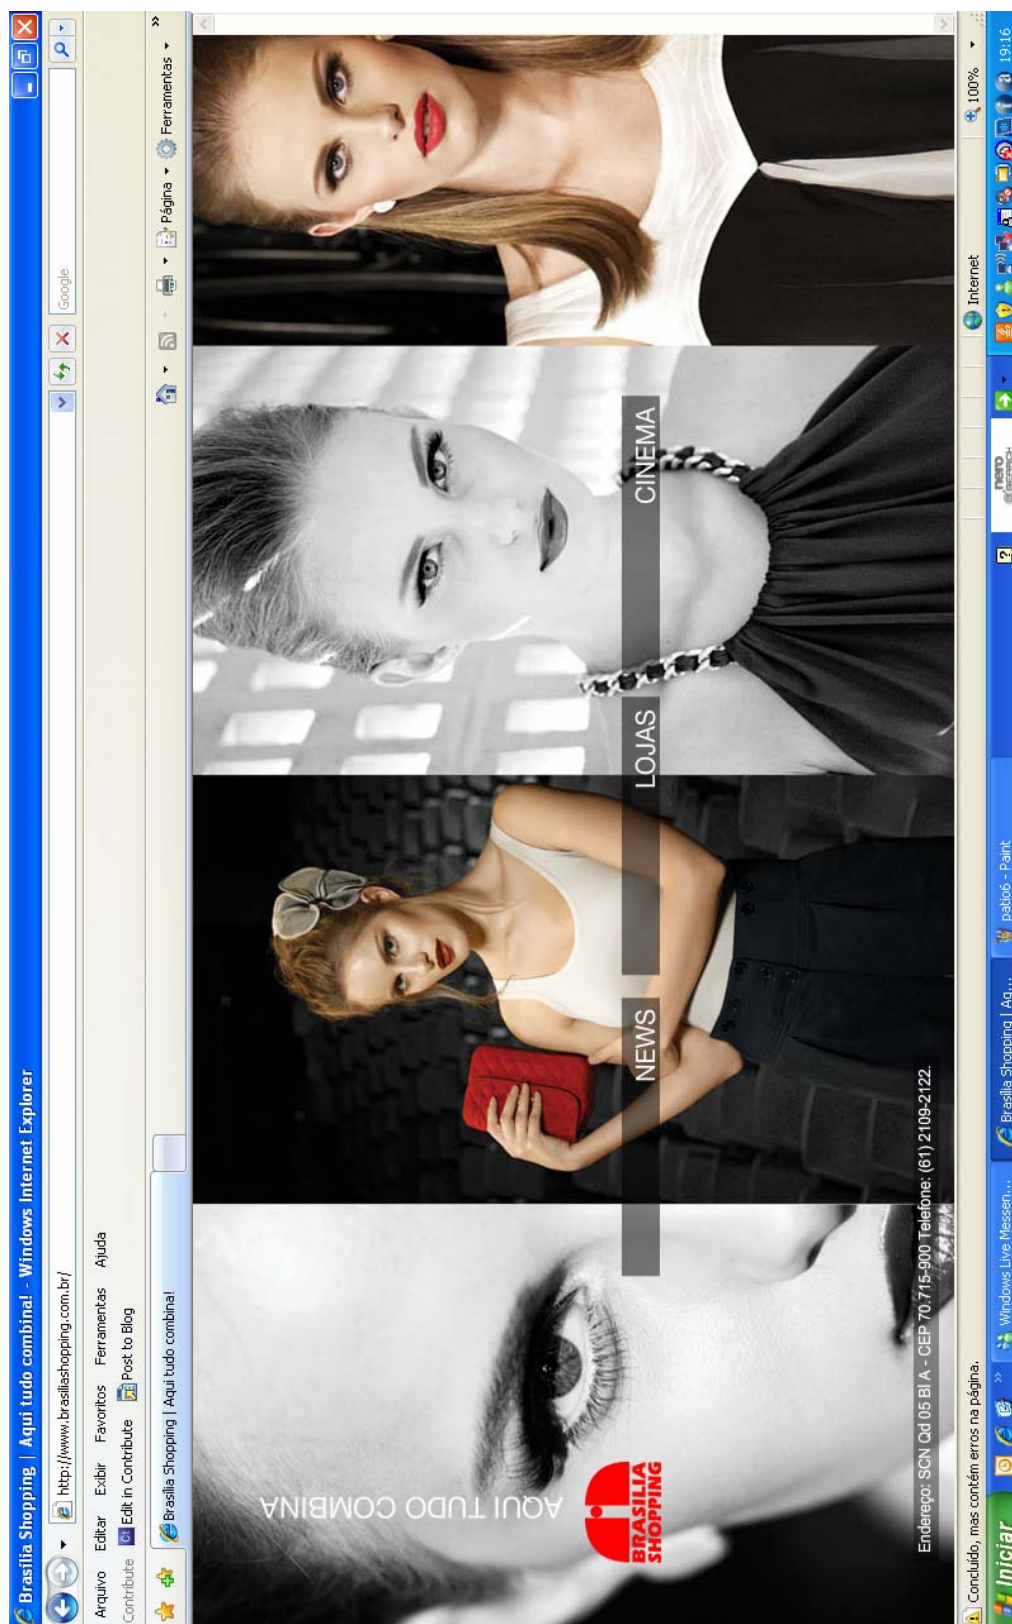 Brasília Shopping | Aqui tudo combina! - Windows Internet Explorer
http://www.brasiliashopping.com.br/
Google
Arquivo Editar Exibir Favoritos Ferramentas Ajuda
Contribute Edit in Contribute Post to Blog
Brasília Shopping | Aqui tudo combina!
Página Ferramentas
AQUI TUDO COMBINA
BRASILIA
SHOPPING
NEWS
LOJAS
CINEMA
Endereço: SCN Qd 05 Bl A - CEP 70.715-900 Telefone: (61) 2109-2122.
Concluído, mas contém erros na página.
Internet
100%
Iniciar
Windows Live Messen...
Brasília Shopping | Aq...
patio6 - Paint
nero
SEARCH
19:16